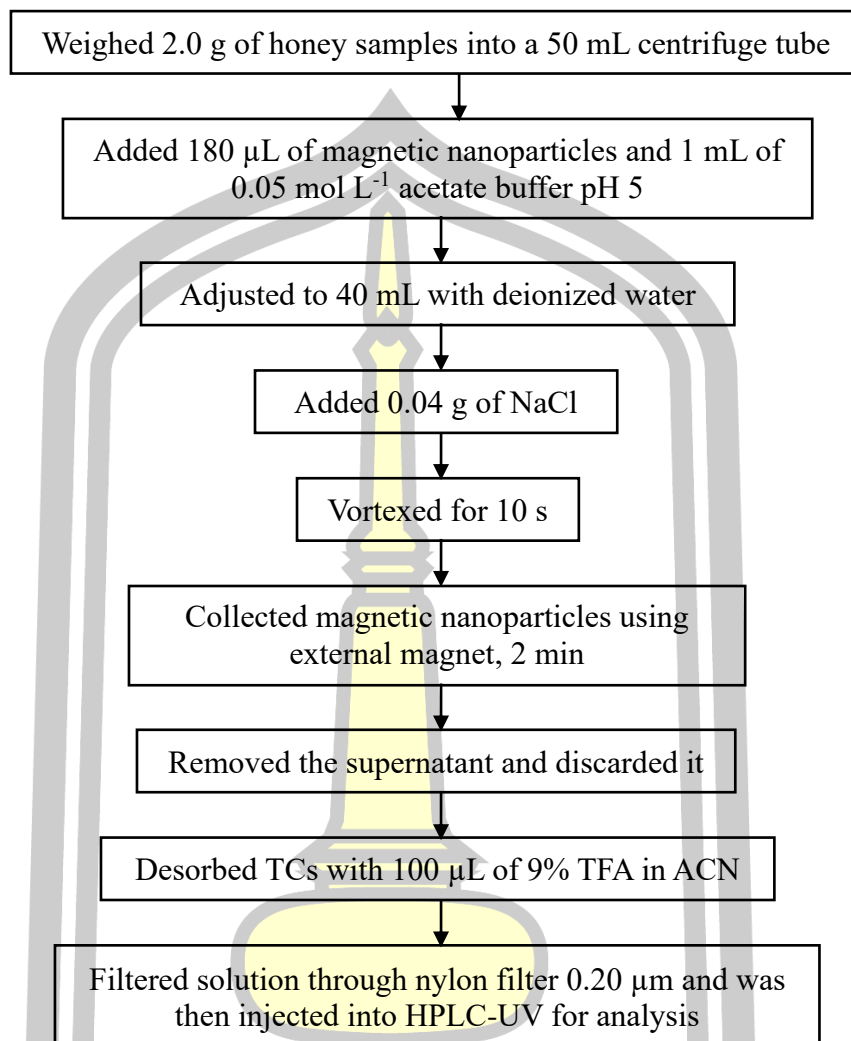 Weighed 2.0 g of honey samples into a 50 mL centrifuge tube
Added 180 µL of magnetic nanoparticles and 1 mL of
0.05 mol L⁻¹ acetate buffer pH 5
Adjusted to 40 mL with deionized water
Added 0.04 g of NaCl
Vortexed for 10 s
Collected magnetic nanoparticles using
external magnet, 2 min
Removed the supernatant and discarded it
Desorbed TCs with 100 µL of 9% TFA in ACN
Filtered solution through nylon filter 0.20 µm and was
then injected into HPLC-UV for analysis